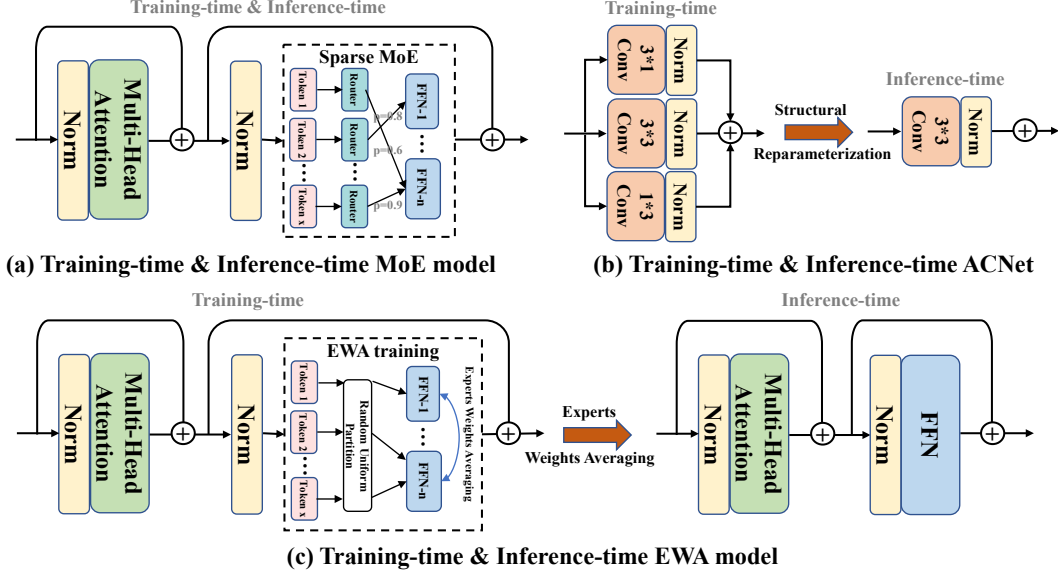 Training-time & Inference-time
Norm
Multi-Head
Attention
Norm
Sparse MoE
Token 1
Token 2
Token x
Router
Router
Router
p=0.8
p=0.6
p=0.9
FFN-1
FFN-n
(a) Training-time & Inference-time MoE model
Training-time
3*1
Conv
Norm
3*3
Conv
Norm
1*3
Conv
Norm
Structural
Reparameterization
Inference-time
3*3
Conv
Norm
(b) Training-time & Inference-time ACNet
Training-time
Norm
Multi-Head
Attention
Norm
EWA training
Token 1
Token 2
Token x
Random Uniform
Partition
FFN-1
FFN-n
Experts Weights Averaging
Experts
Weights Averaging
Inference-time
Norm
Multi-Head
Attention
Norm
FFN
(c) Training-time & Inference-time EWA model